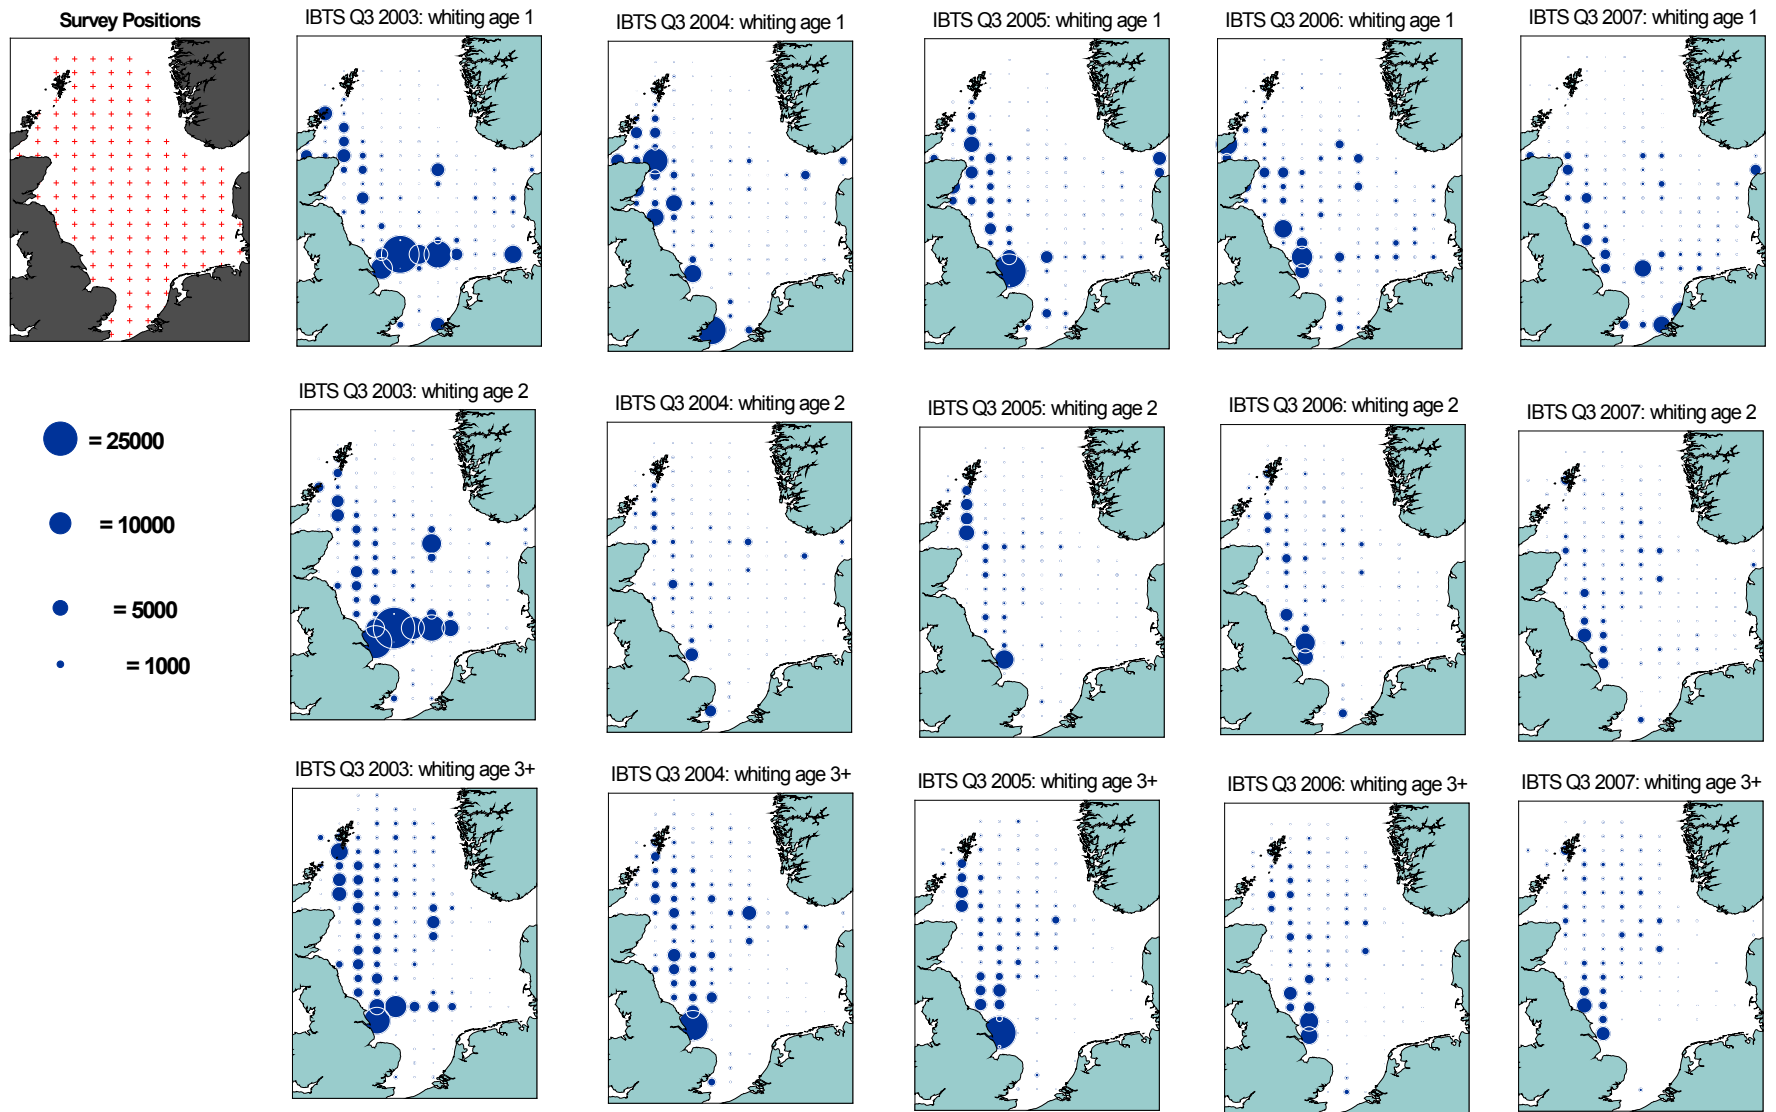 Survey Positions
IBTS Q3 2003: whiting age 1
IBTS Q3 2004: whiting age 1
IBTS Q3 2005: whiting age 1
IBTS Q3 2006: whiting age 1
IBTS Q3 2007: whiting age 1
= 25000
= 10000
= 5000
= 1000
IBTS Q3 2003: whiting age 2
IBTS Q3 2004: whiting age 2
IBTS Q3 2005: whiting age 2
IBTS Q3 2006: whiting age 2
IBTS Q3 2007: whiting age 2
IBTS Q3 2003: whiting age 3+
IBTS Q3 2004: whiting age 3+
IBTS Q3 2005: whiting age 3+
IBTS Q3 2006: whiting age 3+
IBTS Q3 2007: whiting age 3+